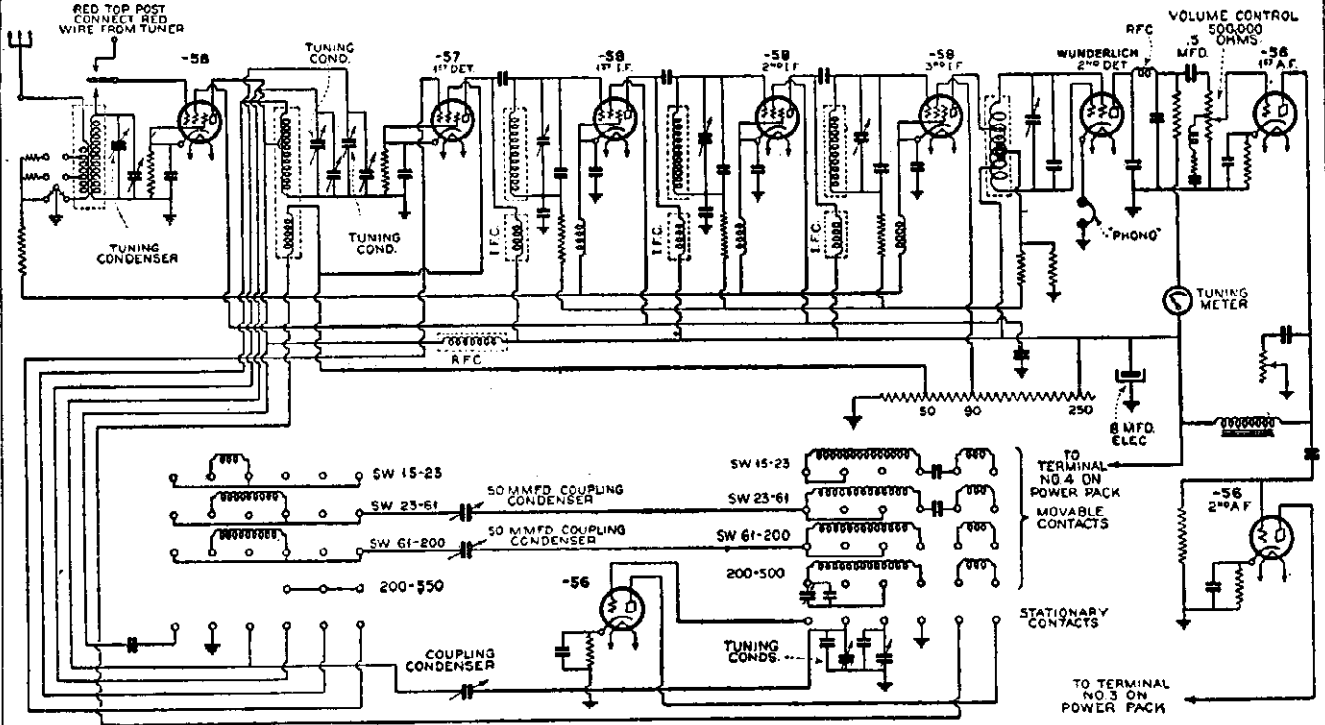 RED TOP POST
CONNECT RED
WIRE FROM TUNER
-58
TUNING
COND.
-57
1ST DET.
-58
1ST I.F.
-58
2ND I.F
-58
3RD I.F
WUNDERLICH
2ND DET
RFC
VOLUME CONTROL
500,000
OHMS
.5
MFD.
-56
1ST A.F.
TUNING
CONDENSER
TUNING
COND.
I.F.C.
I.F.C.
I.F.C.
"PHONO"
TUNING
METER
RFC
50
90
250
8 MFD.
ELEC
SW 15-23
SW 23-61
SW 61-200
200-550
50 MMFD COUPLING
CONDENSER
50 MMFD COUPLING
CONDENSER
SW 15-23
SW 23-61
SW 61-200
200-500
TO
TERMINAL
NO.4 ON
POWER PACK
MOVABLE
CONTACTS
-56
2ND A F
-56
STATIONARY
CONTACTS
COUPLING
CONDENSER
TUNING
CONDS.
TO TERMINAL
NO.3 ON
POWER PACK